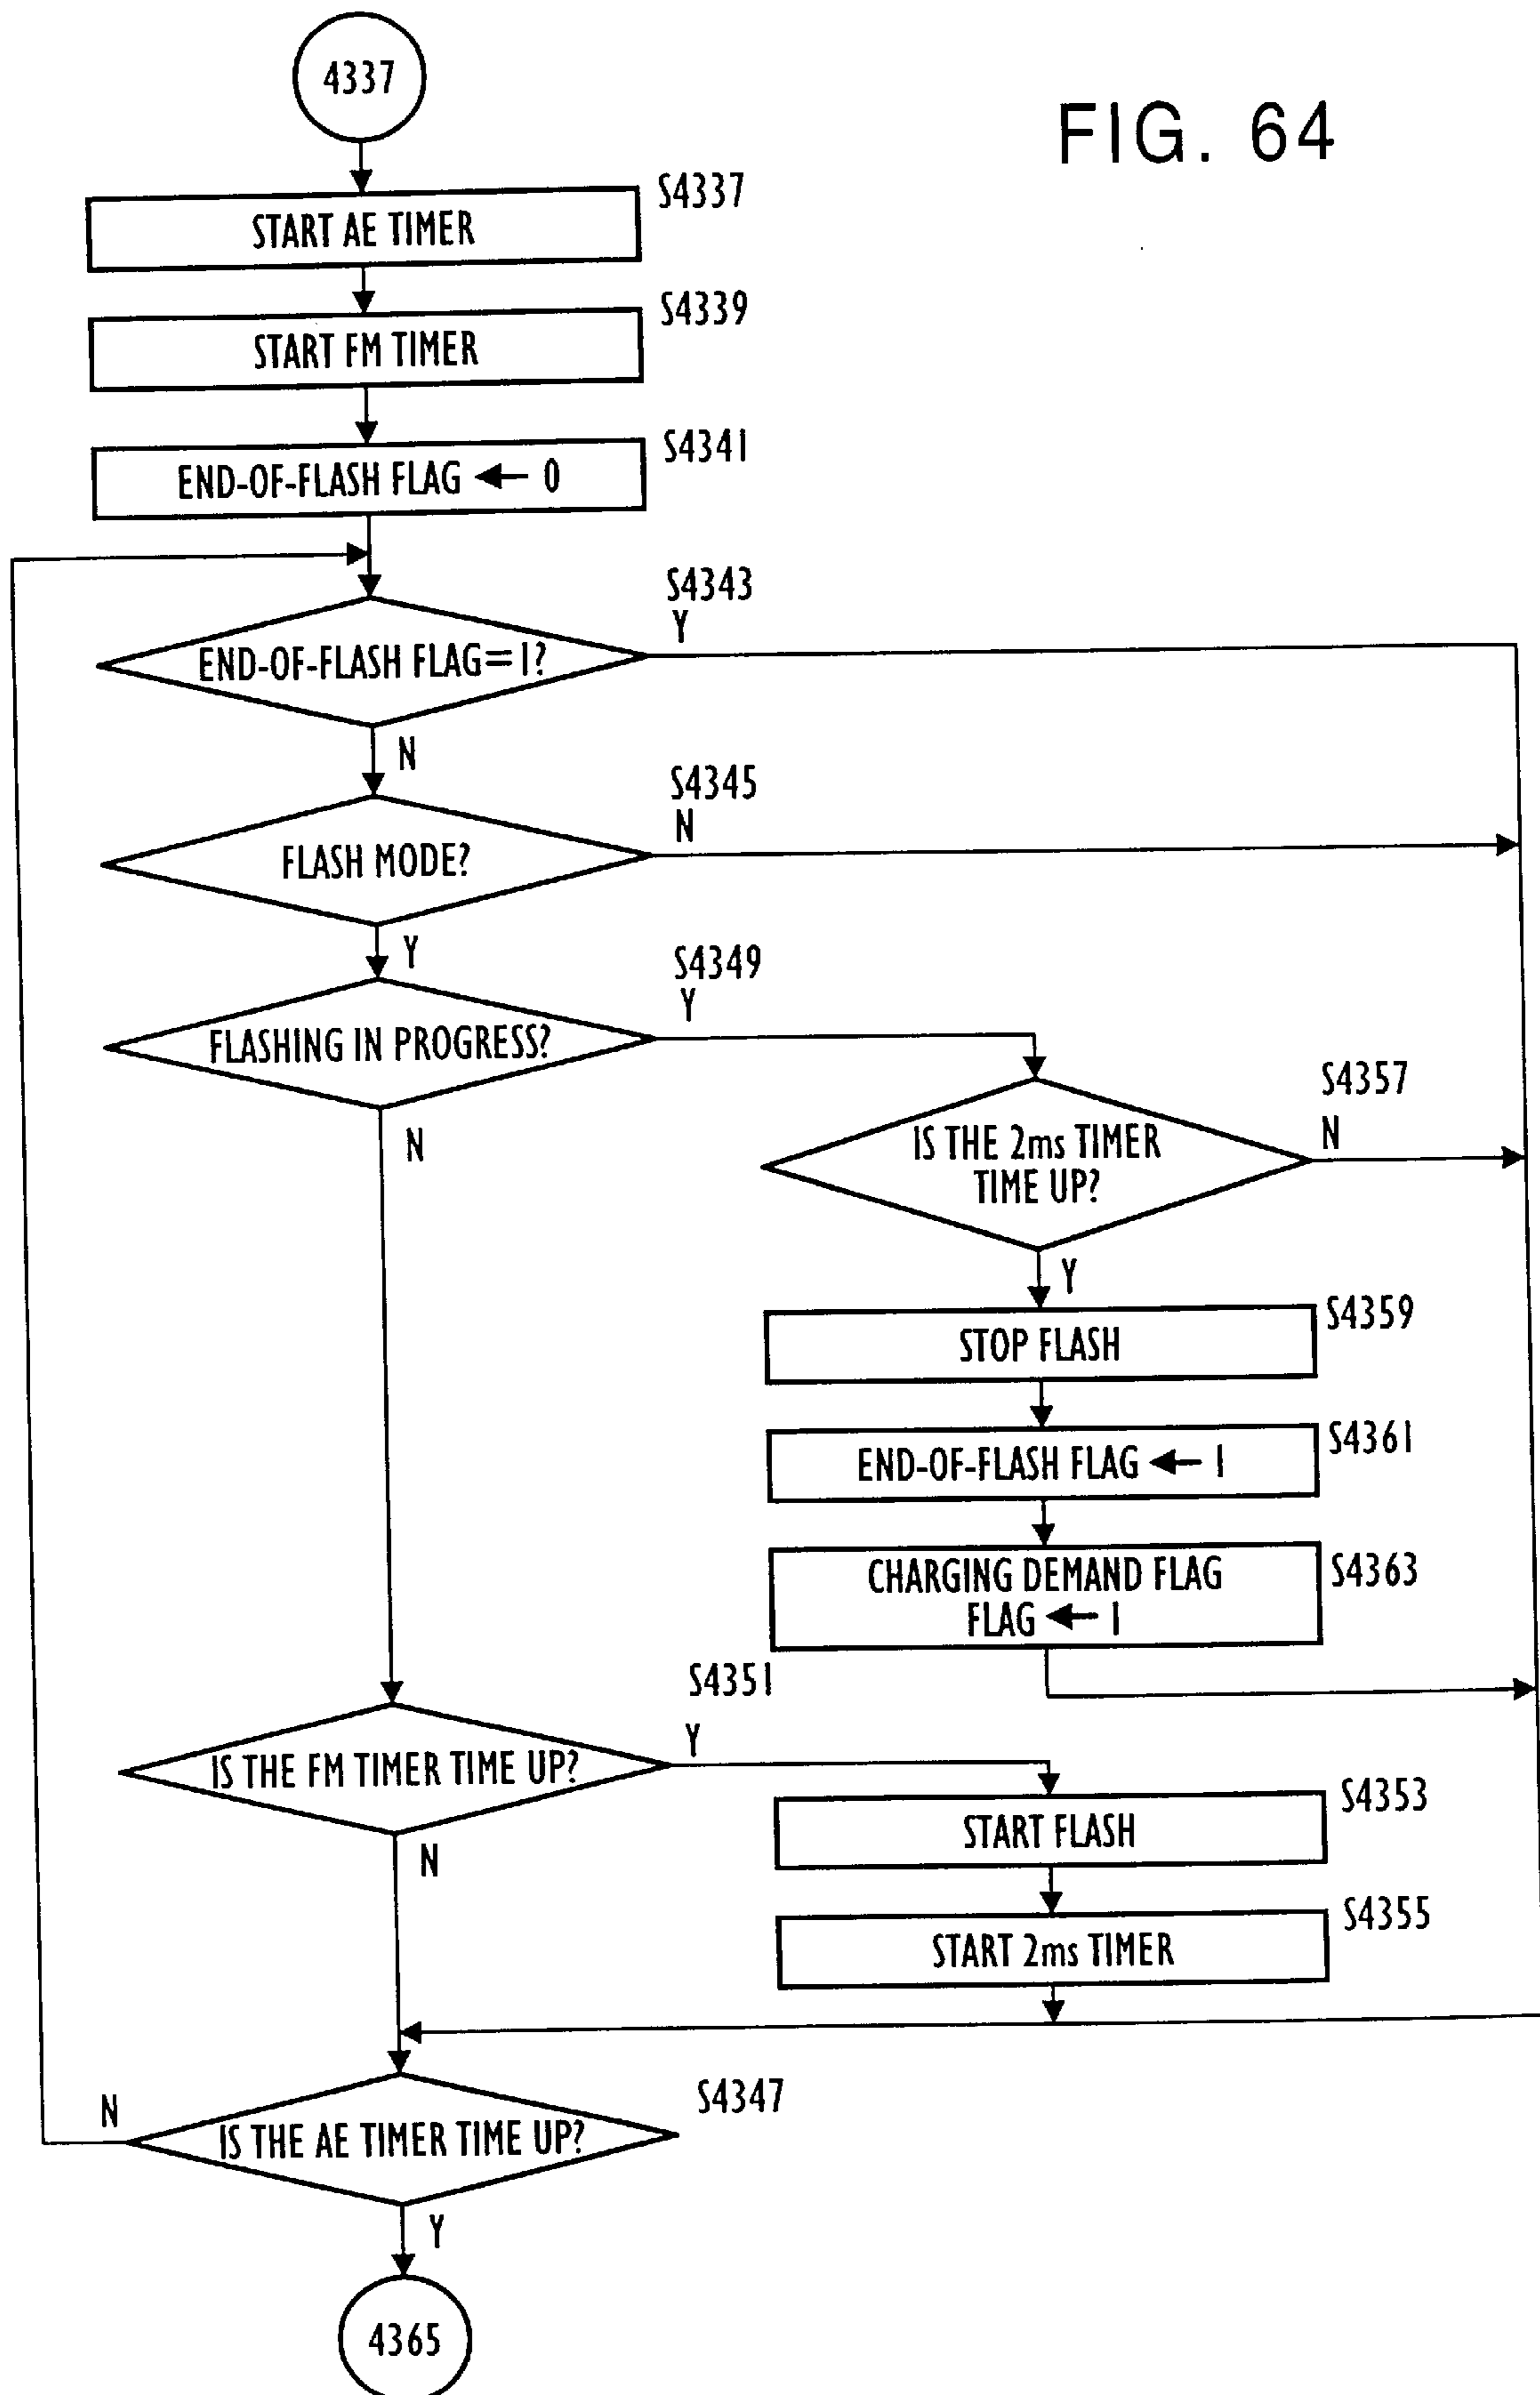 4337
FIG. 64
S4337
START AE TIMER
S4339
START FM TIMER
S4341
END-OF-FLASH FLAG ← 0
S4343
Y
END-OF-FLASH FLAG=1?
N
S4345
N
FLASH MODE?
Y
S4349
Y
FLASHING IN PROGRESS?
N
S4357
N
IS THE 2ms TIMER
TIME UP?
Y
S4359
STOP FLASH
S4361
END-OF-FLASH FLAG ← 1
S4363
CHARGING DEMAND FLAG
FLAG ← 1
S4351
Y
IS THE FM TIMER TIME UP?
N
S4353
START FLASH
S4355
START 2ms TIMER
S4347
N
IS THE AE TIMER TIME UP?
Y
4365